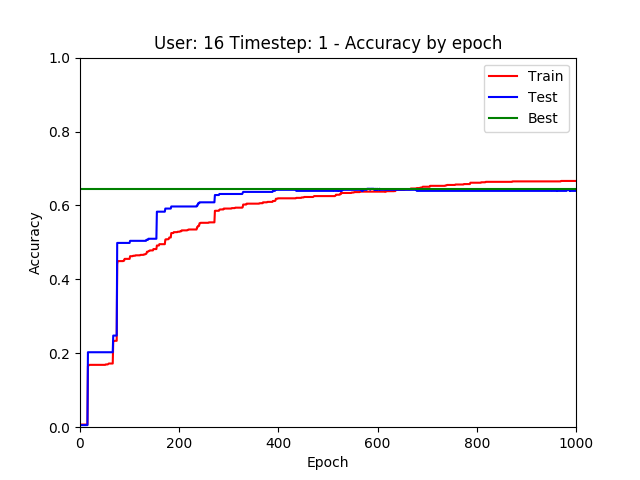 User: 16 Timestep: 1 - Accuracy by epoch
1.0
0.8
0.6
0.4
0.2
0.0
Accuracy
Train
Test
Best
0 200 400 600 800 1000
Epoch